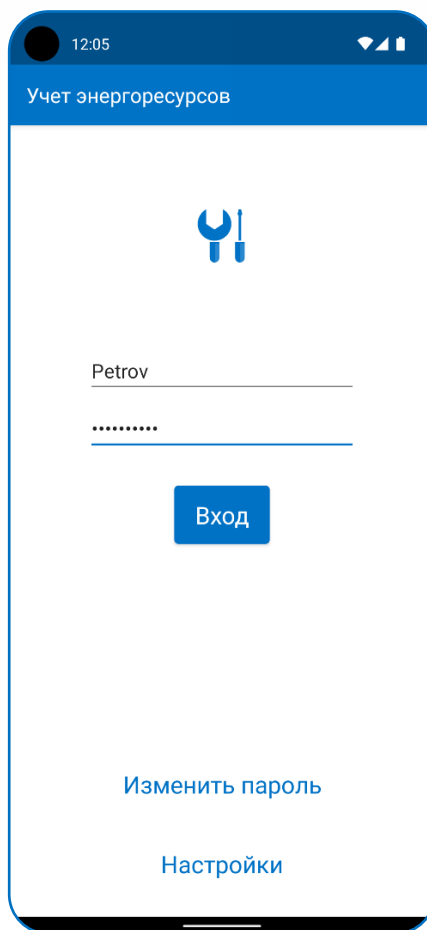 12:05
Учет энергоресурсов
Petrov
••••••••••
Вход
Изменить пароль
Настройки